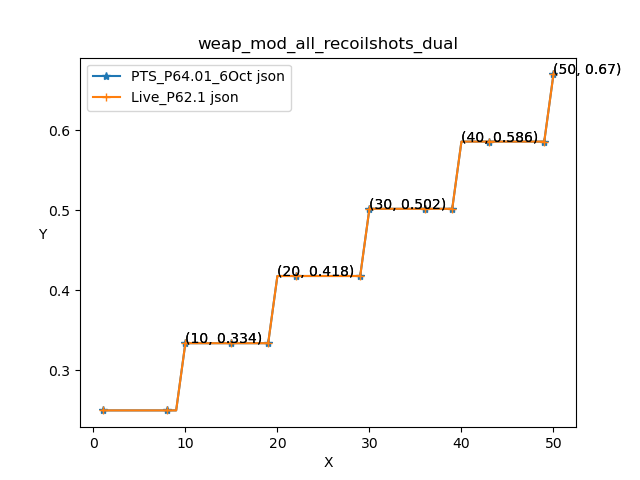 weap_mod_all_recoilshots_dual
PTS_P64.01_6Oct json
Live_P62.1 json
(50, 0.67)
(40, 0.586)
(30, 0.502)
(20, 0.418)
(10, 0.334)
0.6
0.5
0.4
0.3
Y
0 10 20 30 40 50
X